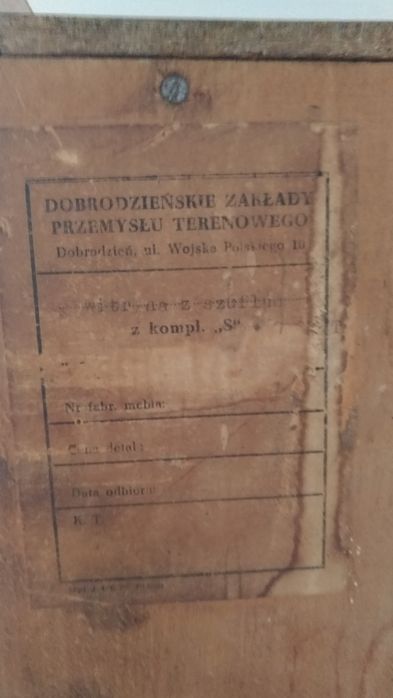 DOBRODZIEŃSKIE ZAKŁADY
PRZEMYSŁU TERENOWEGO
Dobrodzień, ul. Wojska Polskiego 10
z kompl. „S"
Nr fabr. mebla:
Cena detal:
Data odbioru:
K. T.